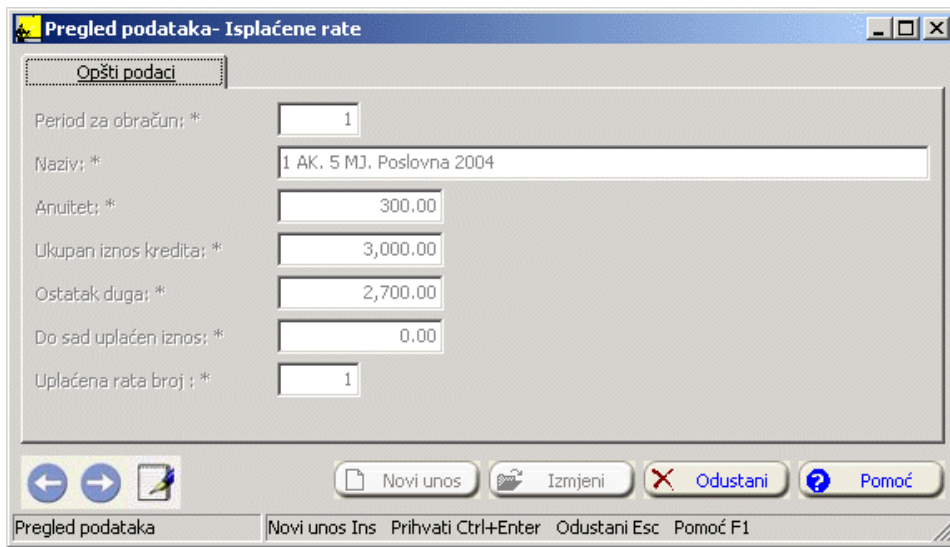 Pregled podataka- Isplaćene rate
Opšti podaci
Period za obračun: * 1
Naziv: * 1 AK. 5 MJ. Poslovna 2004
Anuitet: * 300.00
Ukupan iznos kredita: * 3,000.00
Ostatak duga: * 2,700.00
Do sad uplaćen iznos: * 0.00
Uplaćena rata broj : * 1
Novi unos Izmjeni Odustani Pomoć
Pregled podataka Novi unos Ins Prihvati Ctrl+Enter Odustani Esc Pomoć F1